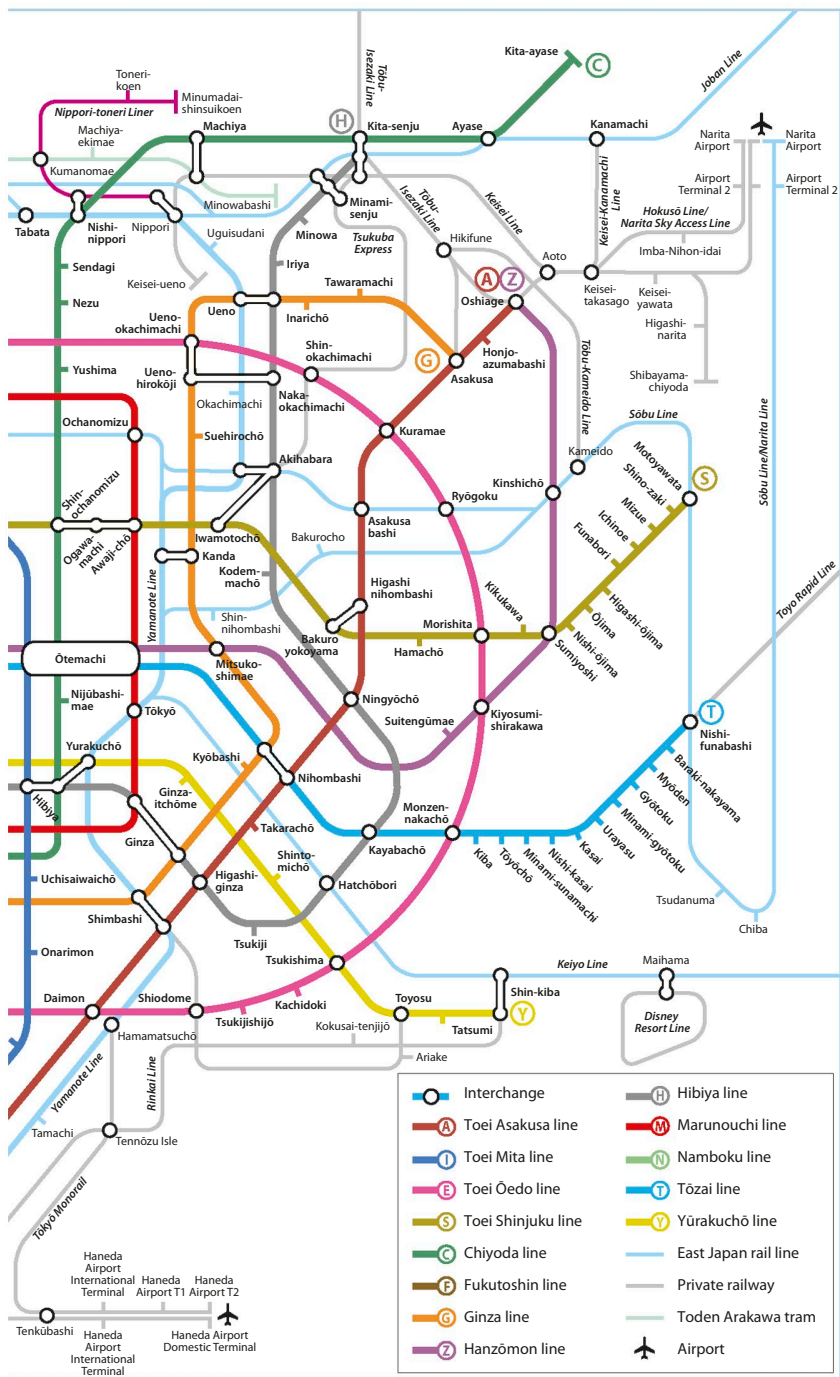 Kita-ayase
C
Joban Line
Tōbu-
Isezaki Line
Toneri-
koen
Minumadai-
shinsuikoen
Nippori-toneri Liner
Machiya-
ekimae
Machiya
H
Kita-senju
Ayase
Kanamachi
Narita
Airport
Narita
Airport
Kumanomae
Airport
Terminal 2
Airport
Terminal 2
Keisei-Kanamachi
Line
Minowabashi
Minami-
senju
Tōbu-
Isezaki Line
Keisei Line
Hokusō Line/
Narita Sky Access Line
Tabata
Nishi-
nippori
Nippori
Uguisudani
Minowa
Tsukuba
Express
Hikifune
Imba-Nihon-idai
Sendagi
Iriya
Aoto
Keisei-ueno
Tawaramachi
A
Z
Oshiage
Keisei-
takasago
Keisei-
yawata
Nezu
Ueno
Inarichō
Higashi-
narita
Ueno-
okachimachi
Shin-
okachimachi
G
Honjo-
azumabashi
Tōbu-Kameido Line
Asakusa
Yushima
Ueno-
hirokōji
Shibayama-
chiyoda
Okachimachi
Naka-
okachimachi
Ochanomizu
Suehirochō
Kuramae
Sōbu Line
Sōbu Line/Narita Line
Akihabara
Kameido
Motoyawata
S
Shin-
ochanomizu
Kinshichō
Shino-zaki
Mizue
Ichinoe
Funabori
Ogawa-
machi
Awaji-chō
Iwamotochō
Asakusa
bashi
Ryōgoku
Bakurocho
Yamanote Line
Kanda
Kodem-
machō
Higashi
nihombashi
Kikukawa
Toyo Rapid Line
Shin-
nihombashi
Bakuro
yokoyama
Morishita
Hamachō
Sumiyoshi
Nishi-ōjima
Ōjima
Higashi-ōjima
Ōtemachi
Mitsuko-
shimae
Nijūbashi-
mae
Tōkyō
Ningyōchō
Suitengūmae
Kiyosumi-
shirakawa
T
Nishi-
funabashi
Yurakuchō
Kyōbashi
Nihombashi
Baraki-nakayama
Myōden
Gyōtoku
Minami-gyōtoku
Urayasu
Kasai
Hibiya
Ginza-
itchōme
Takarachō
Monzen-
nakachō
Ginza
Kayabachō
Kiba
Tōyōchō
Minami-sunamachi
Nishi-kasai
Uchisaiwaichō
Higashi-
ginza
Shinto-
michō
Hatchōbori
Tsudanuma
Chiba
Shimbashi
Tsukiji
Onarimon
Tsukishima
Keiyo Line
Maihama
Daimon
Shiodome
Kachidoki
Tsukijishijō
Toyosu
Shin-kiba
Y
Tatsumi
Disney
Resort Line
Hamamatsuchō
Kokusai-tenjijō
Ariake
Yamanote Line
Rinkai Line
Tamachi
Tennōzu Isle
Tōkyō Monorail
Haneda
Airport
International
Terminal
Haneda
Airport T1
Haneda
Airport T2
Tenkūbashi
Haneda
Airport
International
Terminal
Haneda Airport
Domestic Terminal
Interchange
A Toei Asakusa line
I Toei Mita line
E Toei Ōedo line
S Toei Shinjuku line
C Chiyoda line
F Fukutoshin line
G Ginza line
Z Hanzōmon line
H Hibiya line
M Marunouchi line
N Namboku line
T Tōzai line
Y Yūrakuchō line
East Japan rail line
Private railway
Toden Arakawa tram
Airport